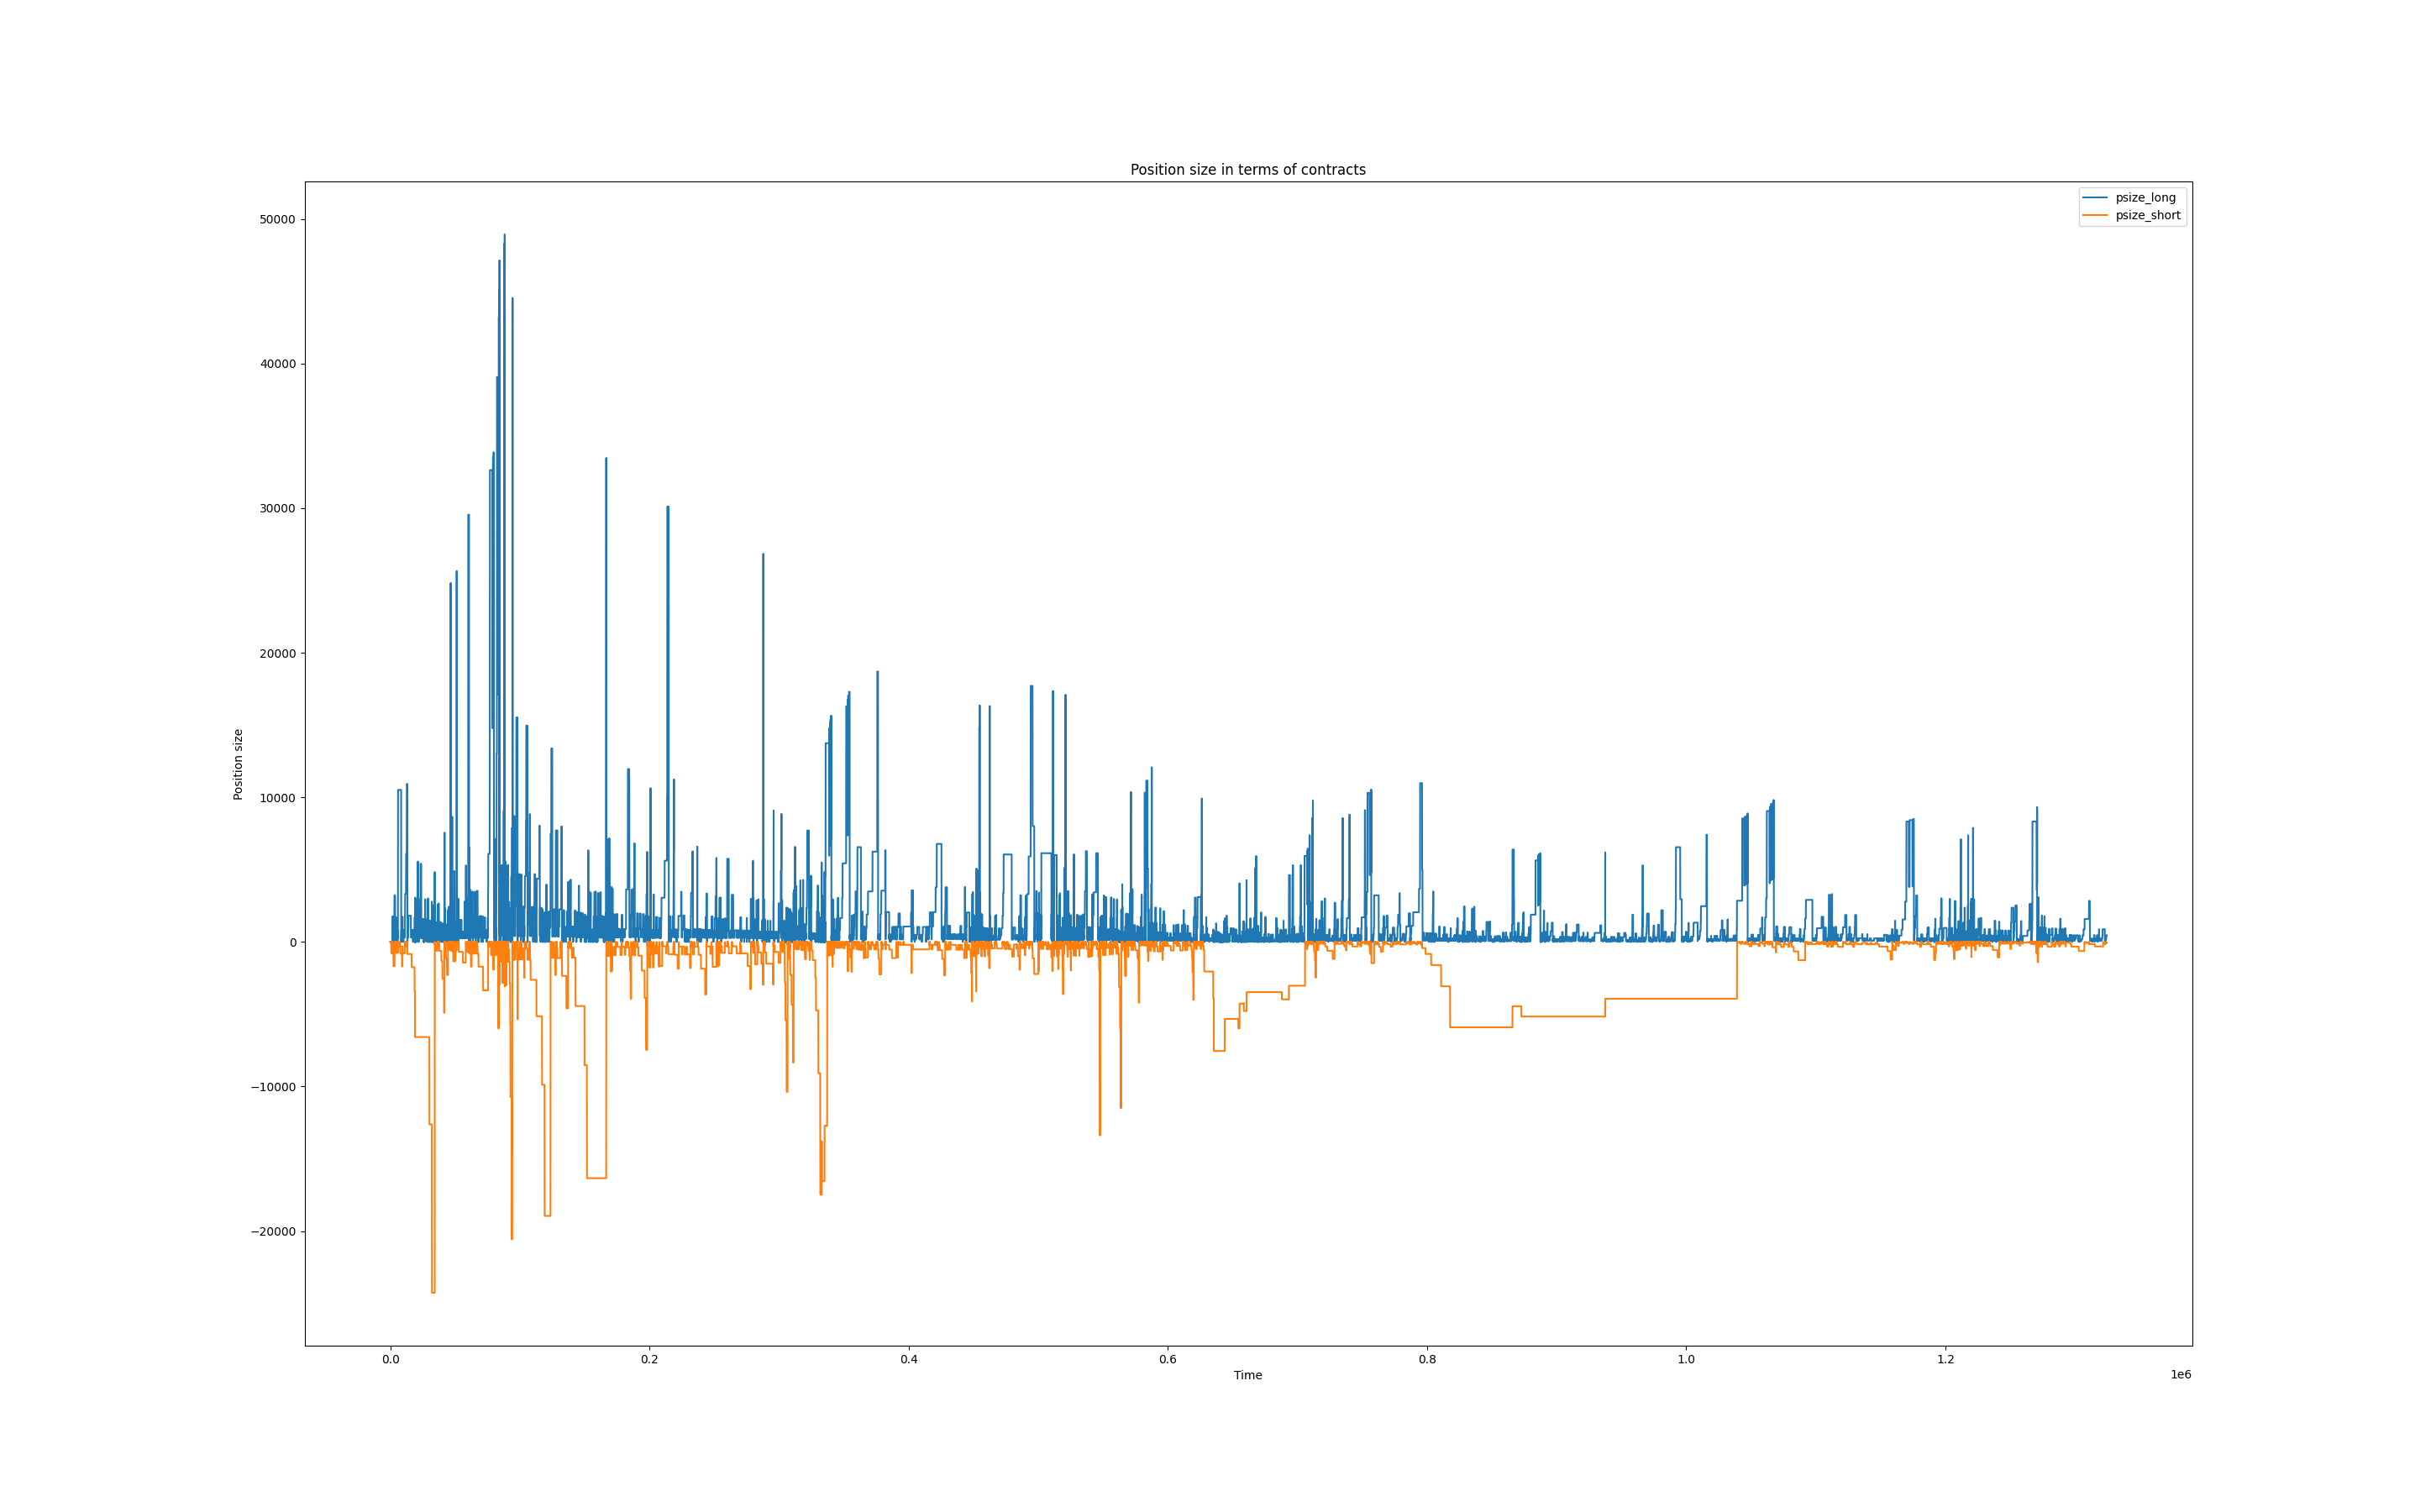 Position size in terms of contracts
psize_long
psize_short
50000
40000
30000
20000
10000
0
−10000
−20000
Position size
0.0 0.2 0.4 0.6 0.8 1.0 1.2
Time
1e6